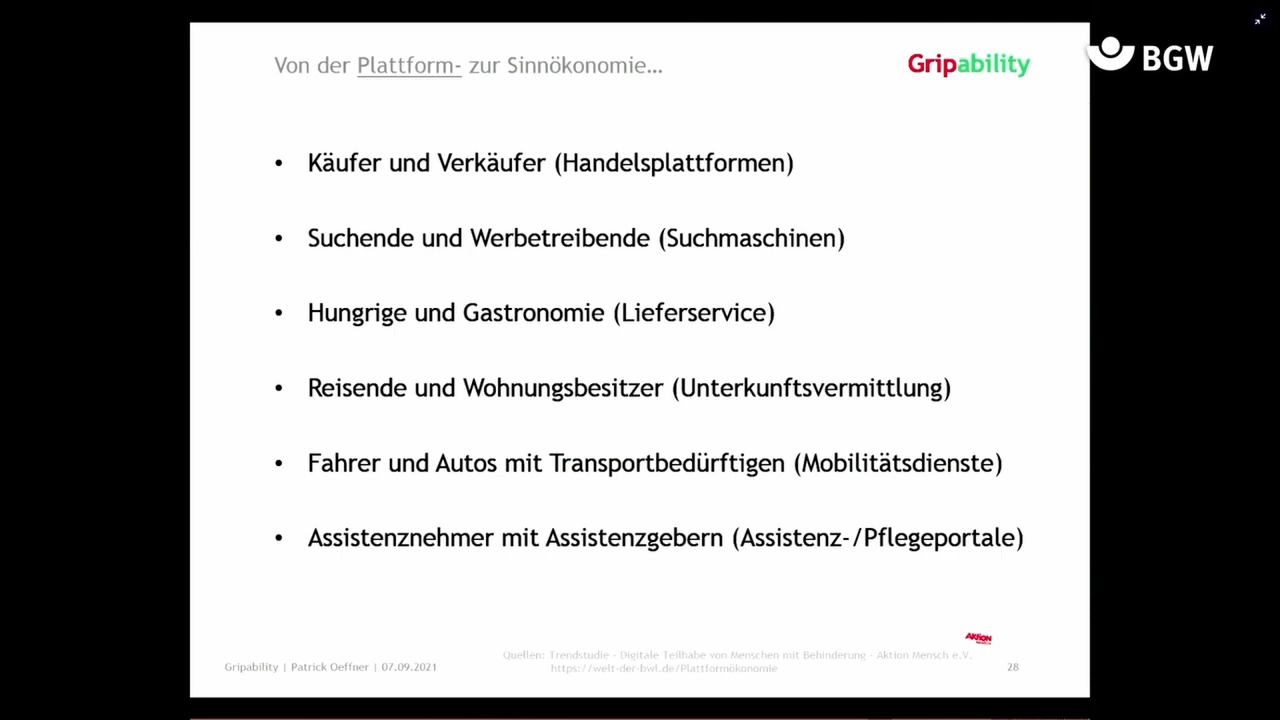 Von der Plattform- zur Sinnökonomie…
Gripability
BGW
• Käufer und Verkäufer (Handelsplattformen)
• Suchende und Werbetreibende (Suchmaschinen)
• Hungrige und Gastronomie (Lieferservice)
• Reisende und Wohnungsbesitzer (Unterkunftsvermittlung)
• Fahrer und Autos mit Transportbedürftigen (Mobilitätsdienste)
• Assistenznehmer mit Assistenzgebern (Assistenz-/Pflegeportale)
AKTION
Quellen: Trendstudie - Digitale Teilhabe von Menschen mit Behinderung - Aktion Mensch e.V.
https://welt-der-bwl.de/Plattformökonomie
Gripability | Patrick Oeffner | 07.09.2021
28